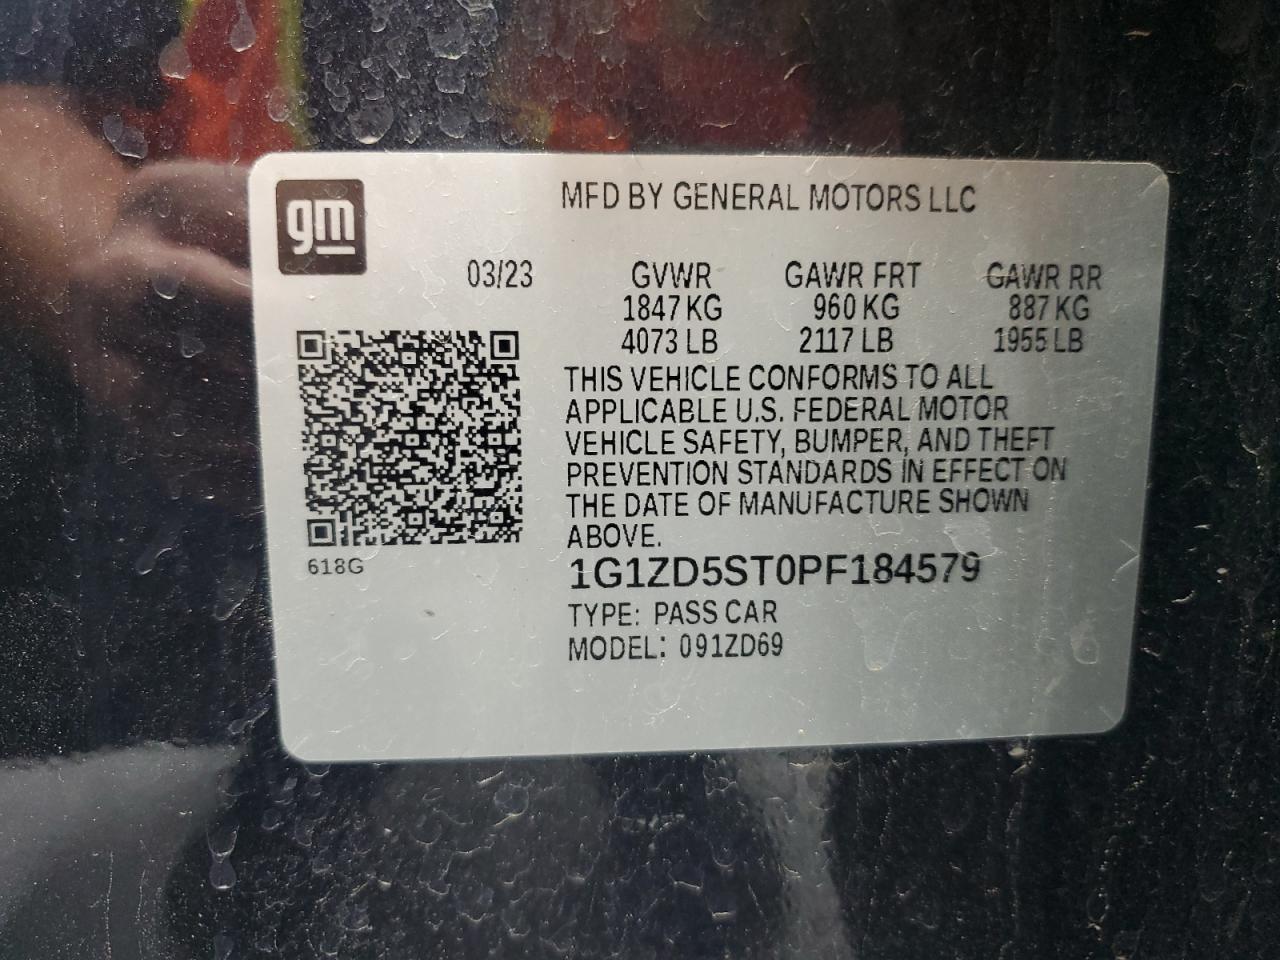 gm
MFD BY GENERAL MOTORS LLC
03/23 GVWR GAWR FRT GAWR RR
1847 KG 960 KG 887 KG
4073 LB 2117 LB 1955 LB
THIS VEHICLE CONFORMS TO ALL
APPLICABLE U.S. FEDERAL MOTOR
VEHICLE SAFETY, BUMPER, AND THEFT
PREVENTION STANDARDS IN EFFECT ON
THE DATE OF MANUFACTURE SHOWN
ABOVE.
618G
1G1ZD5ST0PF184579
TYPE: PASS CAR
MODEL: 091ZD69